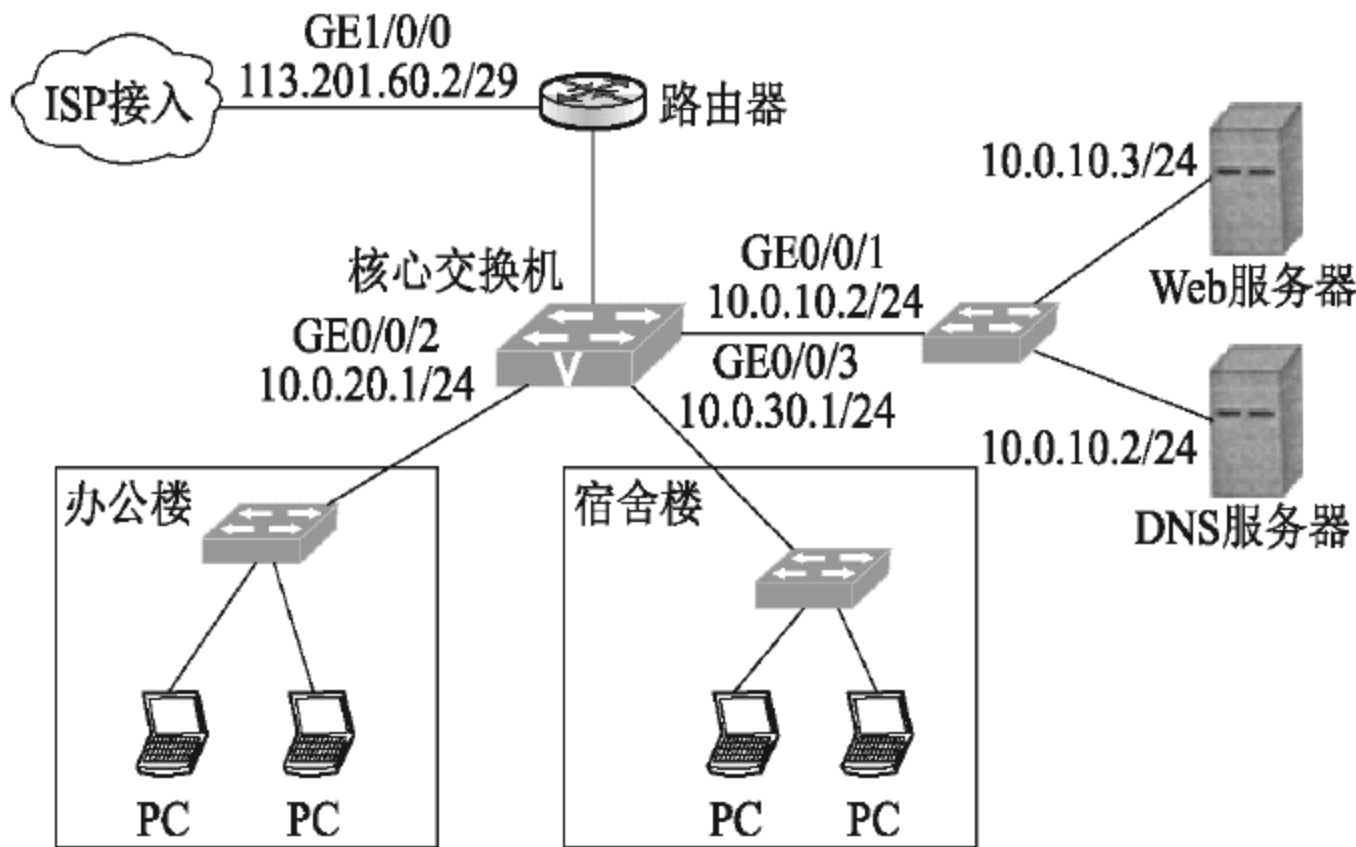 GE1/0/0
113.201.60.2/29
ISP接入
路由器
10.0.10.3/24
Web服务器
核心交换机
GE0/0/1
10.0.10.2/24
GE0/0/2
10.0.20.1/24
GE0/0/3
10.0.30.1/24
10.0.10.2/24
DNS服务器
办公楼
宿舍楼
PC
PC
PC
PC